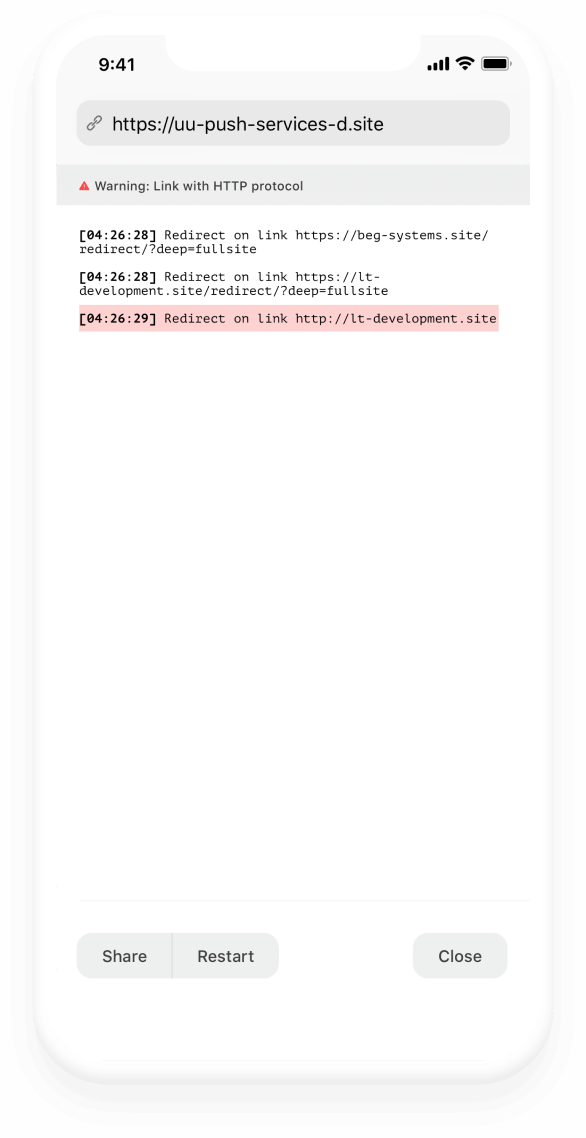 9:41
https://uu-push-services-d.site
Warning: Link with HTTP protocol
[04:26:28] Redirect on link https://beg-systems.site/
redirect/?deep=fullsite
[04:26:28] Redirect on link https://lt-
development.site/redirect/?deep=fullsite
[04:26:29] Redirect on link http://lt-development.site
Share Restart Close